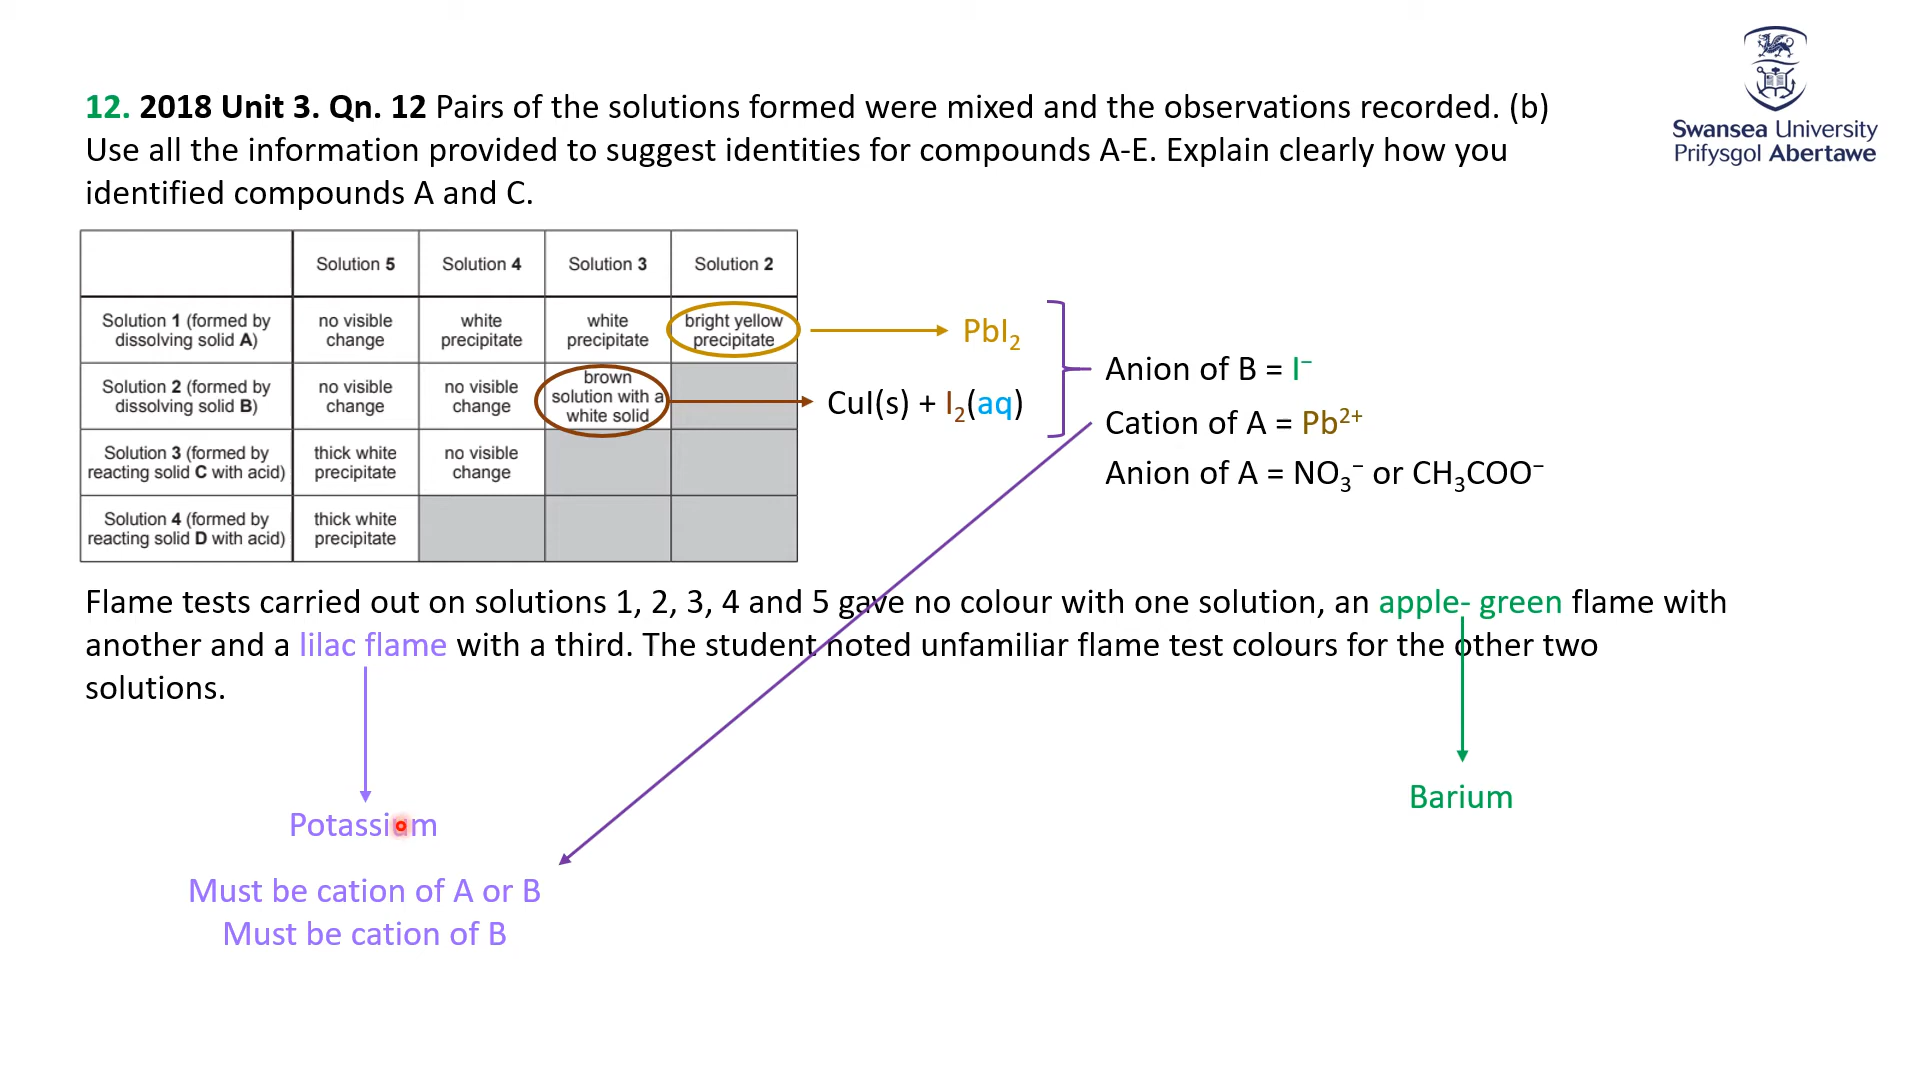 Swansea University
Prifysgol Abertawe
12. 2018 Unit 3. Qn. 12 Pairs of the solutions formed were mixed and the observations recorded. (b)
Use all the information provided to suggest identities for compounds A-E. Explain clearly how you
identified compounds A and C.
Solution 5 Solution 4 Solution 3 Solution 2
Solution 1 (formed by
dissolving solid A)
no visible
change
white
precipitate
white
precipitate
bright yellow
precipitate
Solution 2 (formed by
dissolving solid B)
no visible
change
no visible
change
brown
solution with a
white solid
Solution 3 (formed by
reacting solid C with acid)
thick white
precipitate
no visible
change
Solution 4 (formed by
reacting solid D with acid)
thick white
precipitate
PbI₂
CuI(s) + I₂(aq)
Anion of B = I⁻
Cation of A = Pb²⁺
Anion of A = NO₃⁻ or CH₃COO⁻
Flame tests carried out on solutions 1, 2, 3, 4 and 5 gave no colour with one solution, an apple- green flame with
another and a lilac flame with a third. The student noted unfamiliar flame test colours for the other two
solutions.
Potassium
Barium
Must be cation of A or B
Must be cation of B